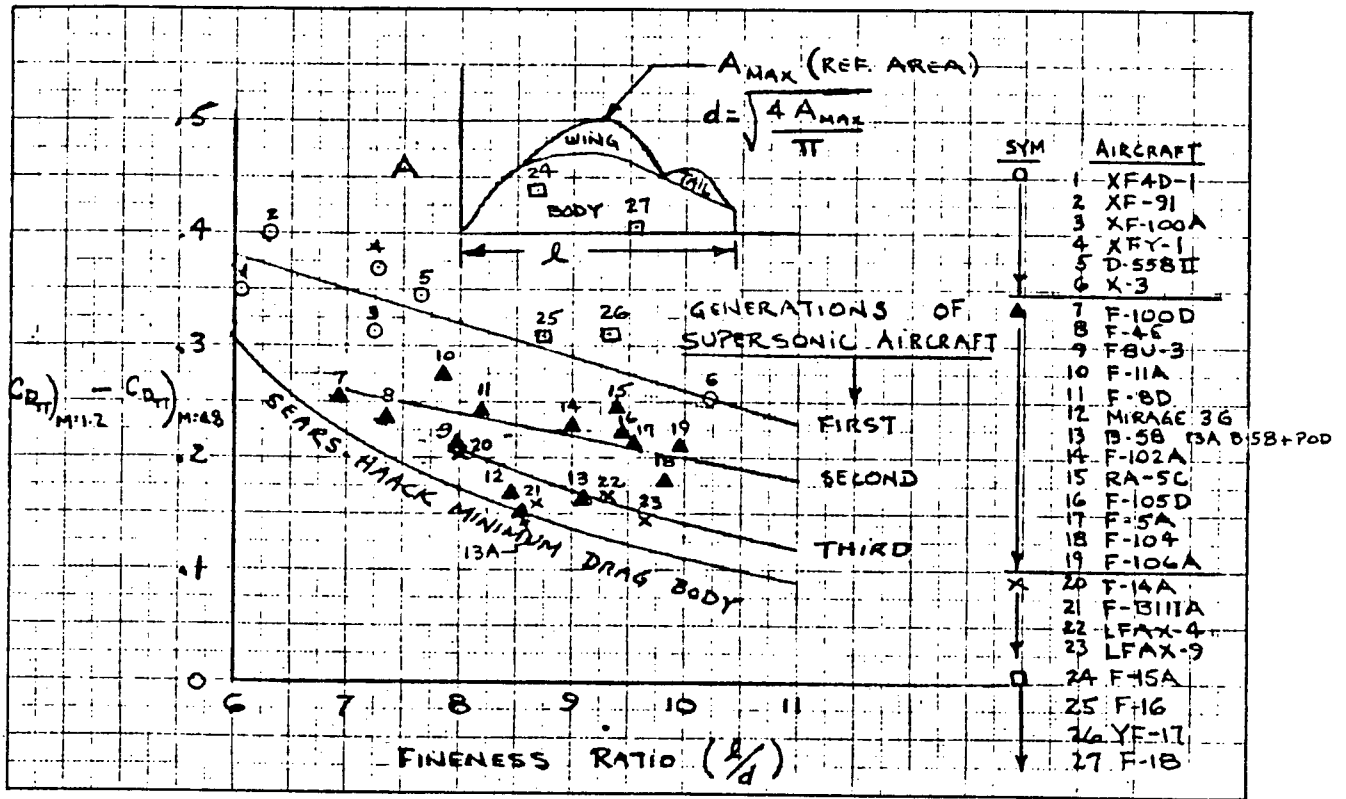 A_MAX (REF. AREA)
d = √(4 A_MAX / π)
WING
TAIL
BODY
l
.5
.4
.3
.2
.1
0
6 7 8 9 10 11
FINENESS RATIO (l/d)
C_Dπ)M=1.2 − C_Dπ)M=.8
GENERATIONS OF
SUPERSONIC AIRCRAFT
FIRST
SECOND
THIRD
SEARS-HAACK MINIMUM DRAG BODY
1
2
3
4
5
6
7
8
9
10
11
12
13
13A
14
15
16
17
18
19
20
21
22
23
24
25
26
27
SYM AIRCRAFT
1 XF4D-1
2 XF-91
3 XF-100A
4 XFY-1
5 D-558II
6 X-3
7 F-100D
8 F-4E
9 F8U-3
10 F-11A
11 F-8D
12 MIRAGE 3G
13 B-58 13A B-58+POD
14 F-102A
15 RA-5C
16 F-105D
17 F-5A
18 F-104
19 F-106A
20 F-14A
21 F-B111A
22 LFAX-4
23 LFAX-9
24 F-15A
25 F-16
26 YF-17
27 F-18